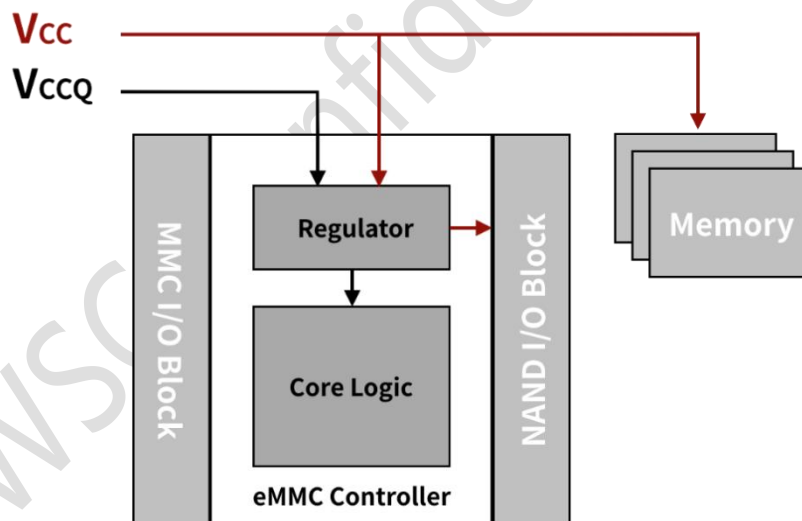 VCC
VCCQ
Regulator
Memory
MMC I/O Block
NAND I/O Block
Core Logic
eMMC Controller